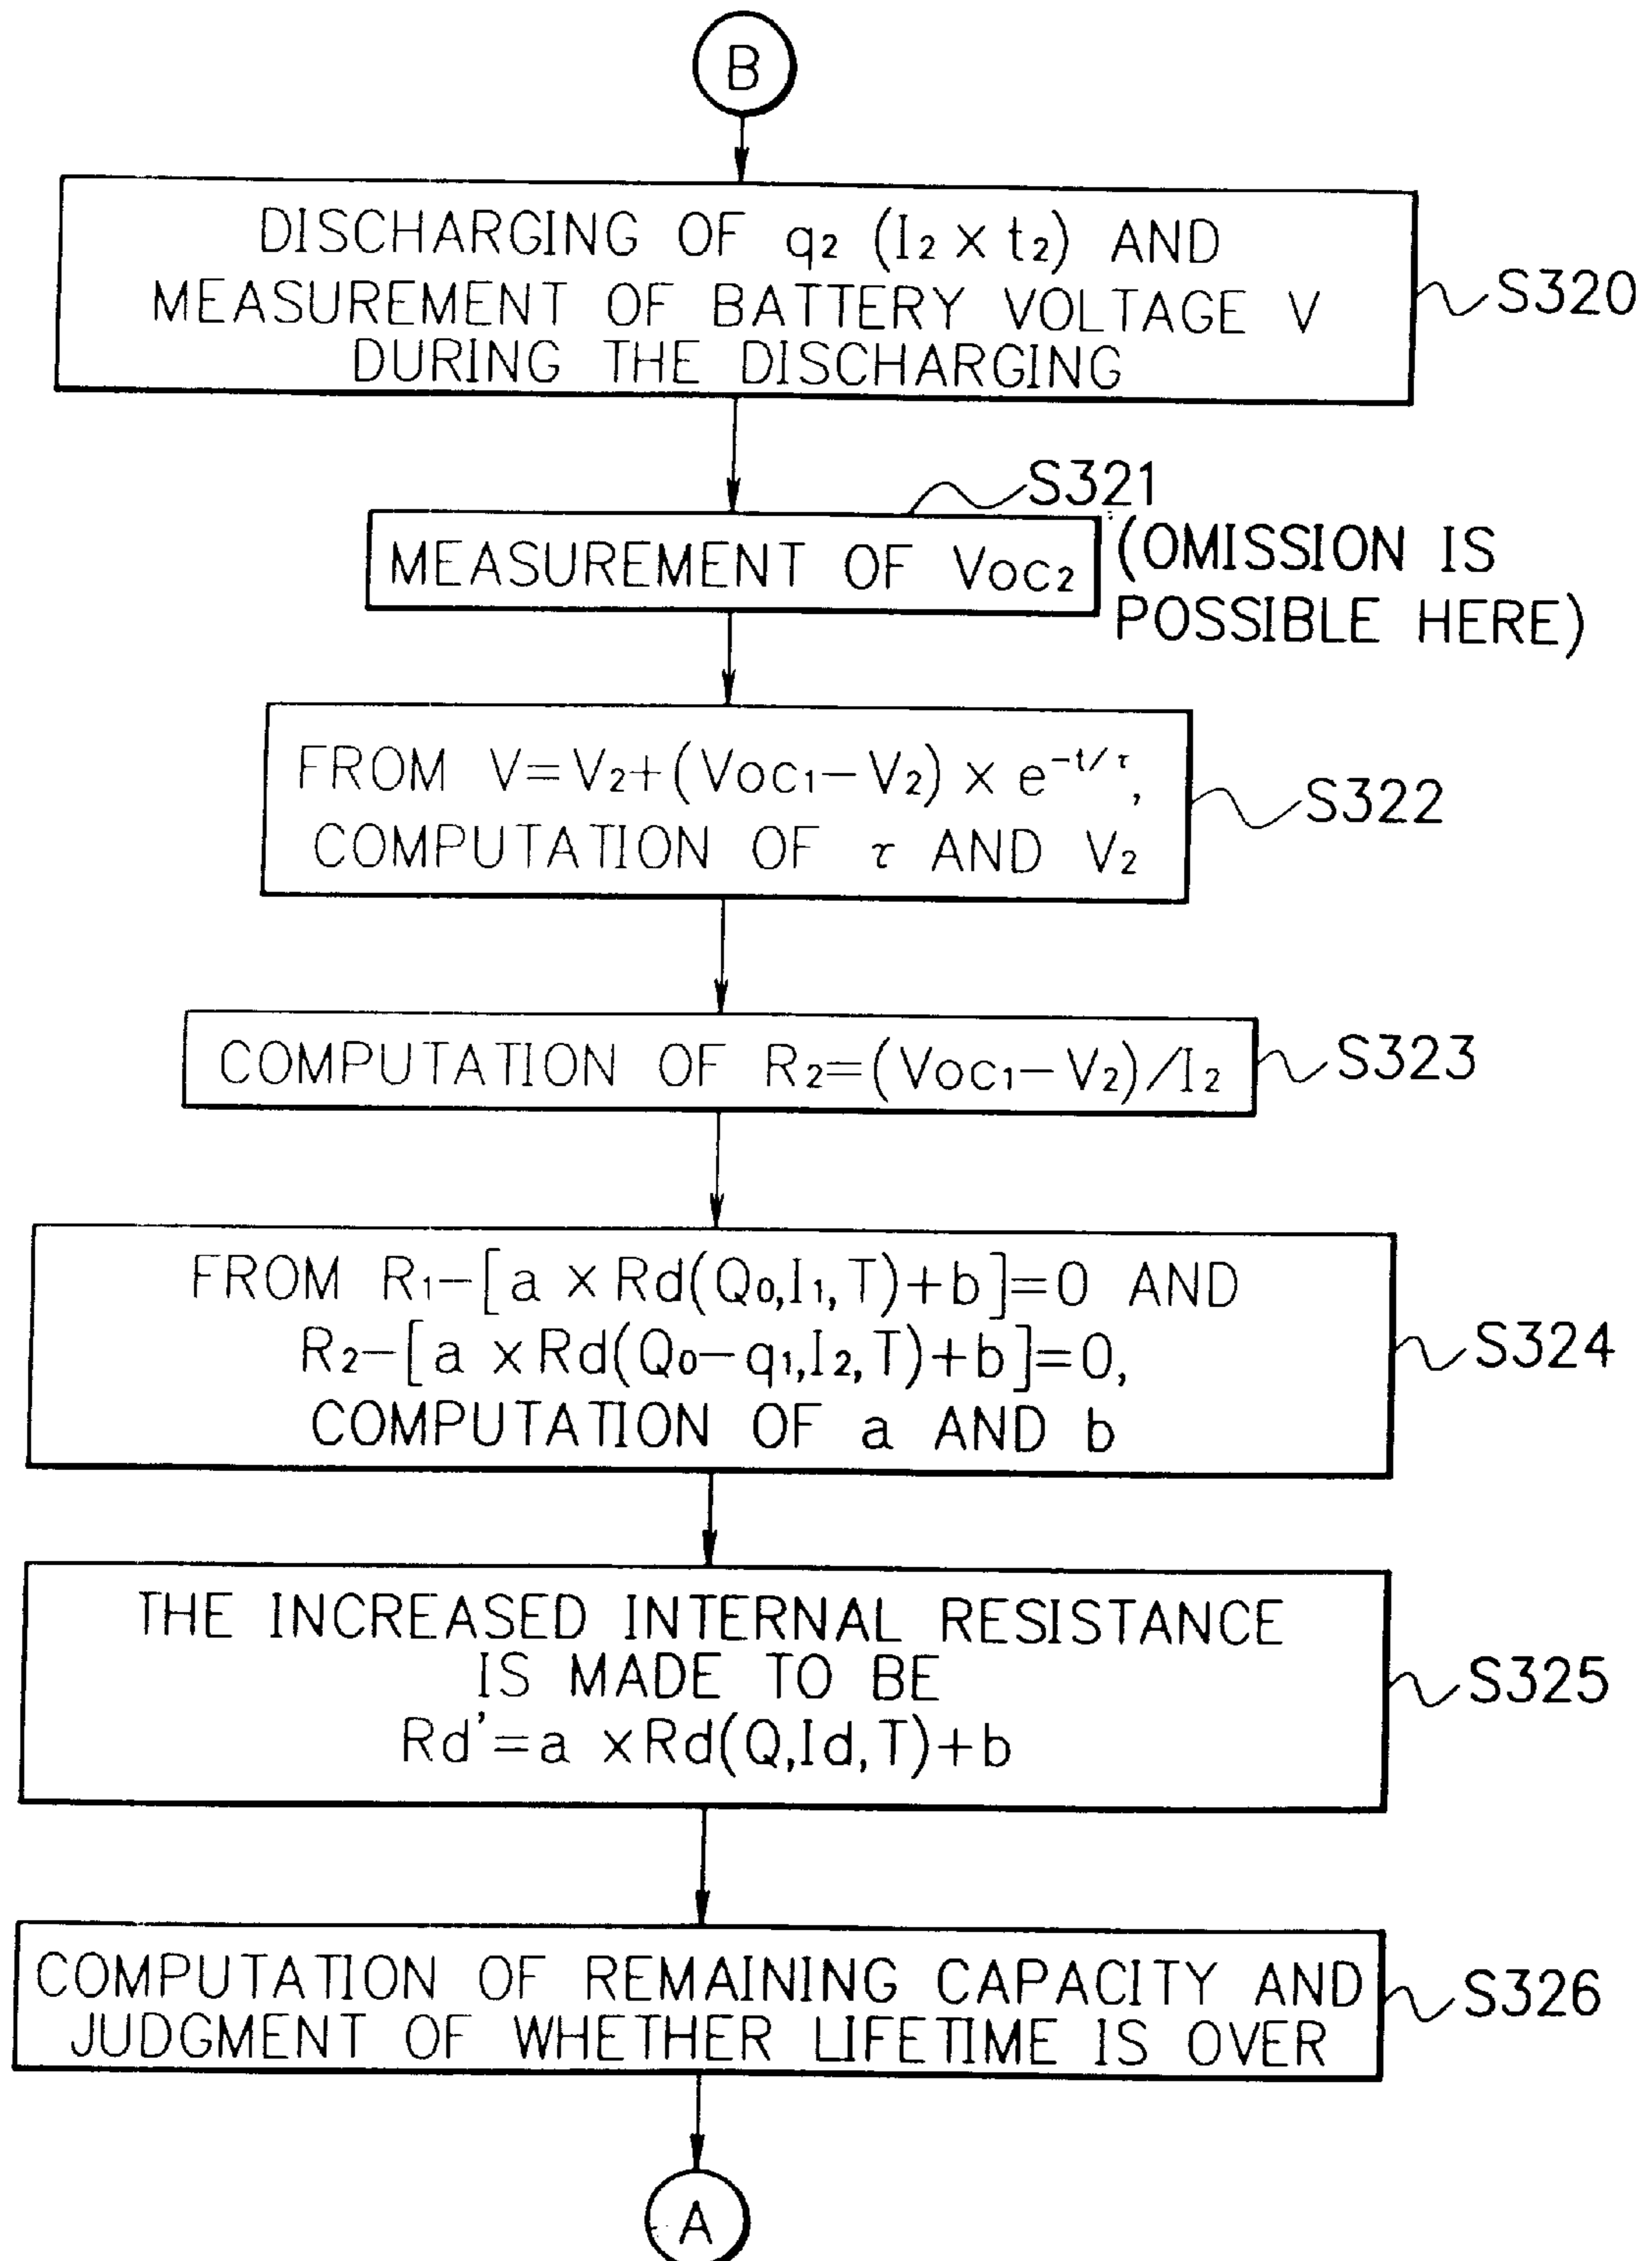 B
DISCHARGING OF q₂ (I₂ x t₂) AND
MEASUREMENT OF BATTERY VOLTAGE V
DURING THE DISCHARGING
S320
S321
MEASUREMENT OF Voc₂
(OMISSION IS
POSSIBLE HERE)
FROM V=V₂+(Voc₁−V₂) x e^−t/τ,
COMPUTATION OF τ AND V₂
S322
COMPUTATION OF R₂=(Voc₁−V₂)/I₂
S323
FROM R₁−[a x Rd(Q₀,I₁,T)+b]=0 AND
R₂−[a x Rd(Q₀−q₁,I₂,T)+b]=0,
COMPUTATION OF a AND b
S324
THE INCREASED INTERNAL RESISTANCE
IS MADE TO BE
Rd'=a x Rd(Q,Id,T)+b
S325
COMPUTATION OF REMAINING CAPACITY AND
JUDGMENT OF WHETHER LIFETIME IS OVER
S326
A